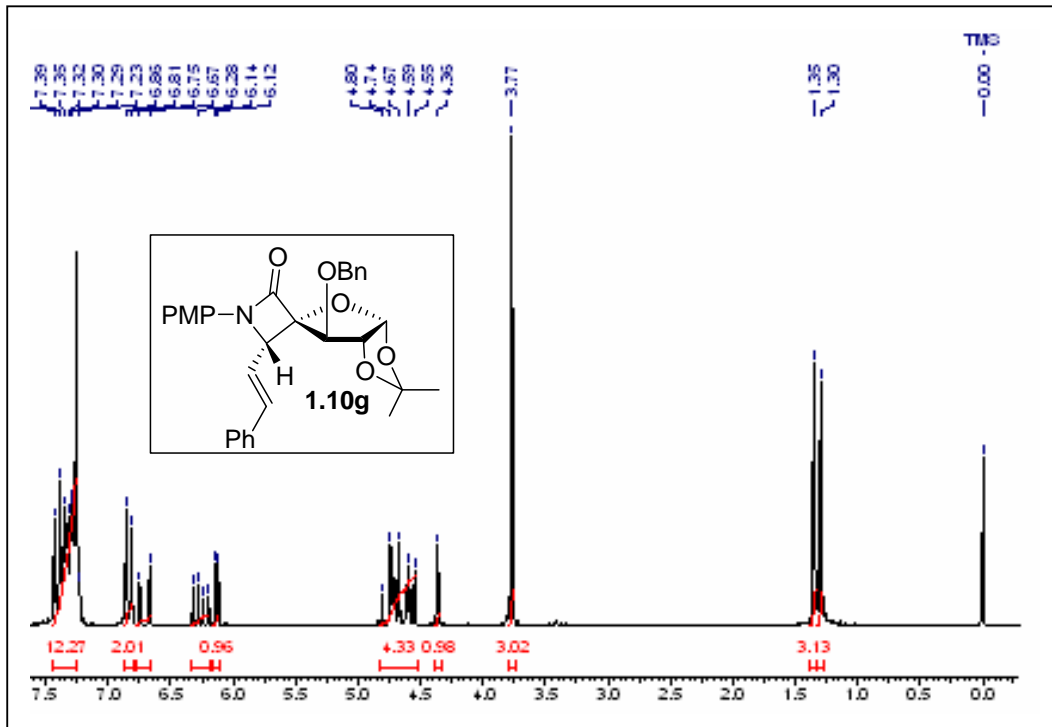 7.39 7.35 7.32 7.30 7.29 7.23 6.86 6.81 6.75 6.67 6.28 6.14 6.12 4.80 4.74 4.67 4.59 4.55 4.36 3.77 1.35 1.30 0.00
TMS
O
OBn
PMP N O
O
H O
1.10g
Ph
12.27 2.01 0.96 4.33 0.98 3.02 3.13
7.5 7.0 6.5 6.0 5.5 5.0 4.5 4.0 3.5 3.0 2.5 2.0 1.5 1.0 0.5 0.0